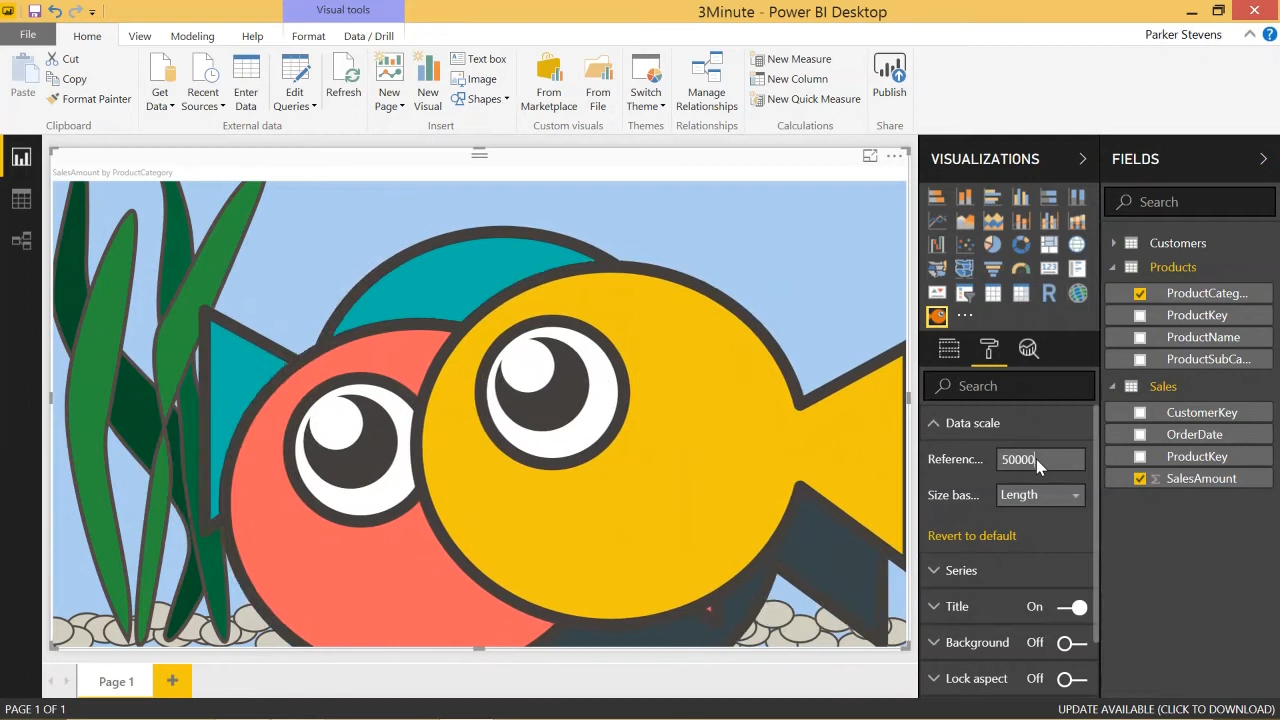 Visual tools
3Minute - Power BI Desktop
File
Home
View
Modeling
Help
Format
Data / Drill
Parker Stevens
Paste
Cut
Copy
Format Painter
Clipboard
Get Data
Recent Sources
Enter Data
External data
Edit Queries
Refresh
New Page
New Visual
Text box
Image
Shapes
Insert
From Marketplace
From File
Custom visuals
Switch Theme
Themes
Manage Relationships
Relationships
New Measure
New Column
New Quick Measure
Calculations
Publish
Share
SalesAmount by ProductCategory
VISUALIZATIONS
R
123
Search
Data scale
Referenc... 50000
Size bas... Length
Revert to default
Series
Title On
Background Off
Lock aspect Off
FIELDS
Search
Customers
Products
ProductCateg...
ProductKey
ProductName
ProductSubCa...
Sales
CustomerKey
OrderDate
ProductKey
Σ SalesAmount
Page 1
PAGE 1 OF 1
UPDATE AVAILABLE (CLICK TO DOWNLOAD)